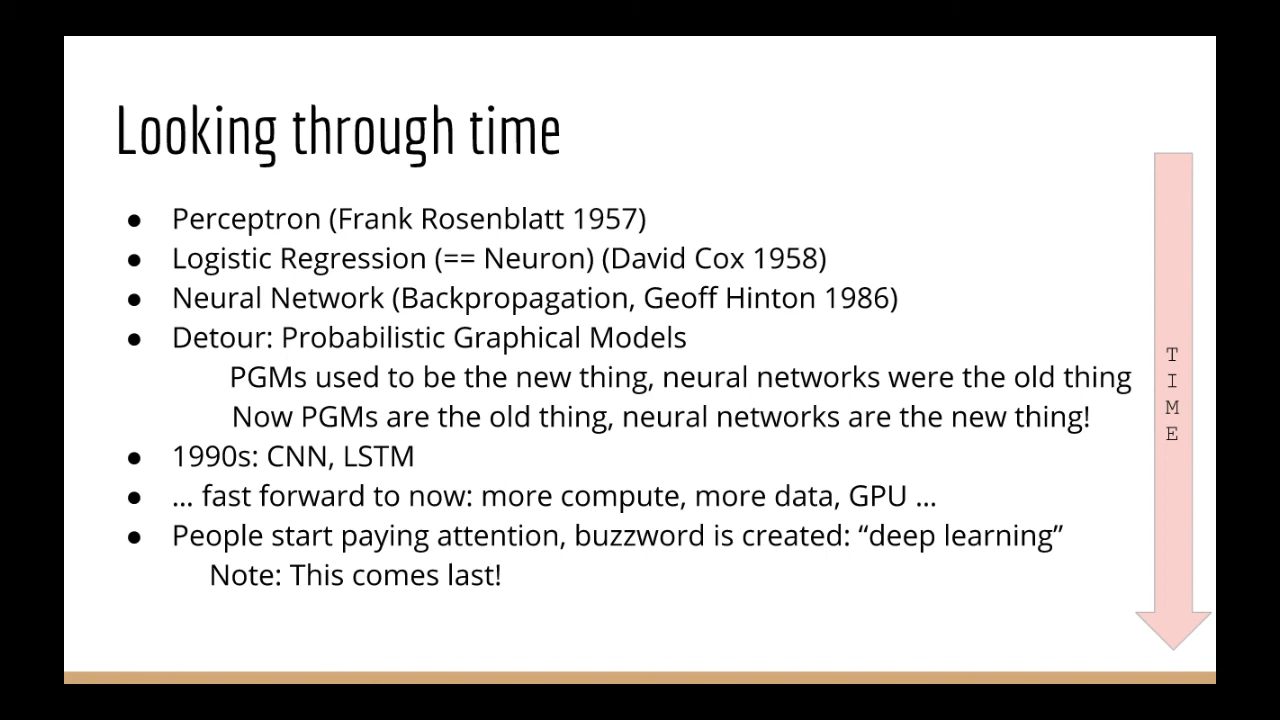 Looking through time
● Perceptron (Frank Rosenblatt 1957)
● Logistic Regression (== Neuron) (David Cox 1958)
● Neural Network (Backpropagation, Geoff Hinton 1986)
● Detour: Probabilistic Graphical Models
PGMs used to be the new thing, neural networks were the old thing
Now PGMs are the old thing, neural networks are the new thing!
● 1990s: CNN, LSTM
● ... fast forward to now: more compute, more data, GPU ...
● People start paying attention, buzzword is created: “deep learning”
Note: This comes last!
T
I
M
E